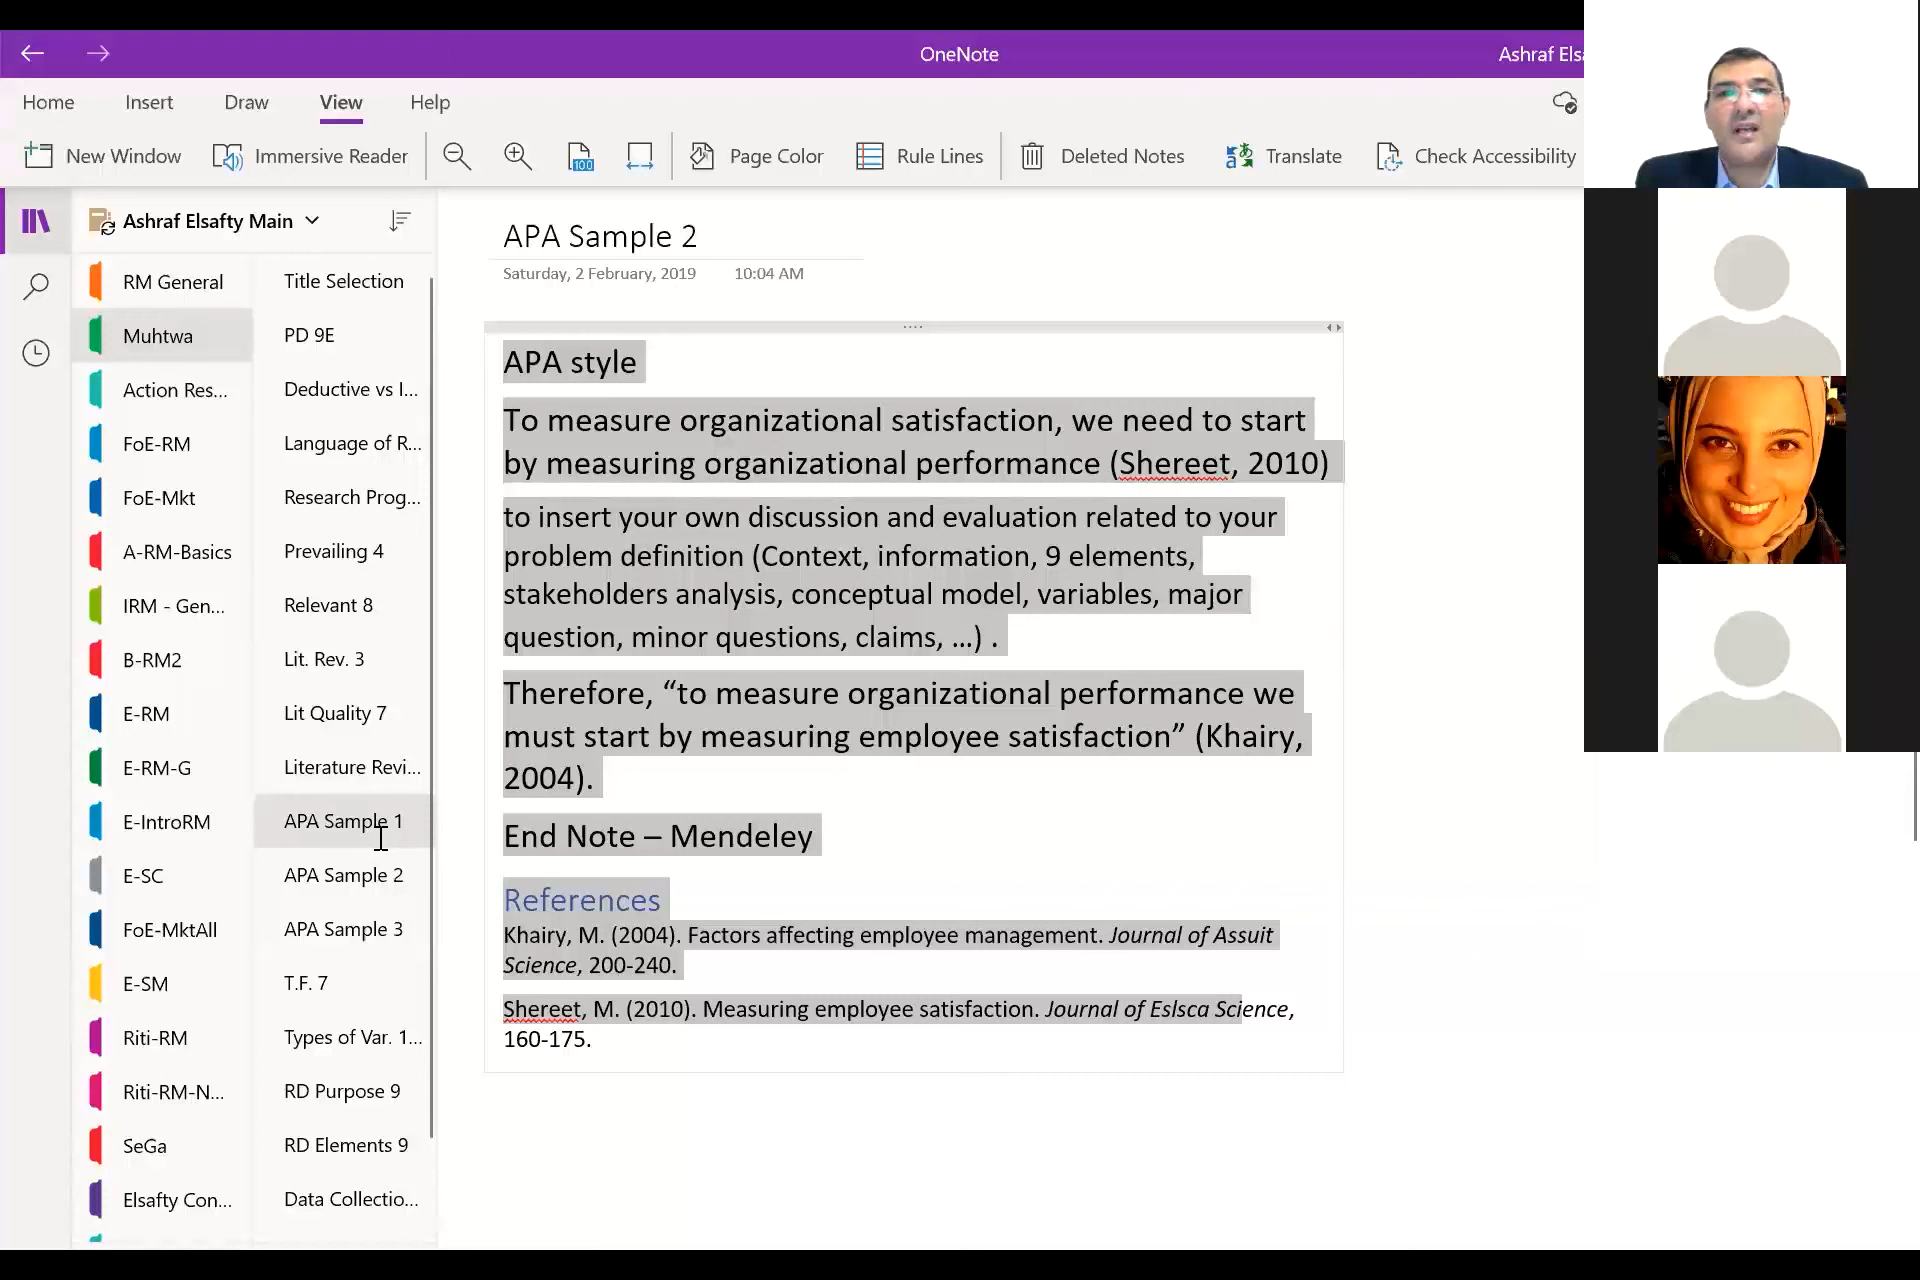 OneNote
Ashraf Els
Home Insert Draw View Help
New Window Immersive Reader 100 Page Color Rule Lines Deleted Notes Translate Check Accessibility
Ashraf Elsafty Main
RM General
Muhtwa
Action Res...
FoE-RM
FoE-Mkt
A-RM-Basics
IRM - Gen...
B-RM2
E-RM
E-RM-G
E-IntroRM
E-SC
FoE-MktAll
E-SM
Riti-RM
Riti-RM-N...
SeGa
Elsafty Con...
Title Selection
PD 9E
Deductive vs I...
Language of R...
Research Prog...
Prevailing 4
Relevant 8
Lit. Rev. 3
Lit Quality 7
Literature Revi...
APA Sample 1
APA Sample 2
APA Sample 3
T.F. 7
Types of Var. 1...
RD Purpose 9
RD Elements 9
Data Collectio...
APA Sample 2
Saturday, 2 February, 2019 10:04 AM
APA style
To measure organizational satisfaction, we need to start
by measuring organizational performance (Shereet, 2010)
to insert your own discussion and evaluation related to your
problem definition (Context, information, 9 elements,
stakeholders analysis, conceptual model, variables, major
question, minor questions, claims, ...) .
Therefore, “to measure organizational performance we
must start by measuring employee satisfaction” (Khairy,
2004).
End Note – Mendeley
References
Khairy, M. (2004). Factors affecting employee management. Journal of Assuit
Science, 200-240.
Shereet, M. (2010). Measuring employee satisfaction. Journal of Eslsca Science,
160-175.